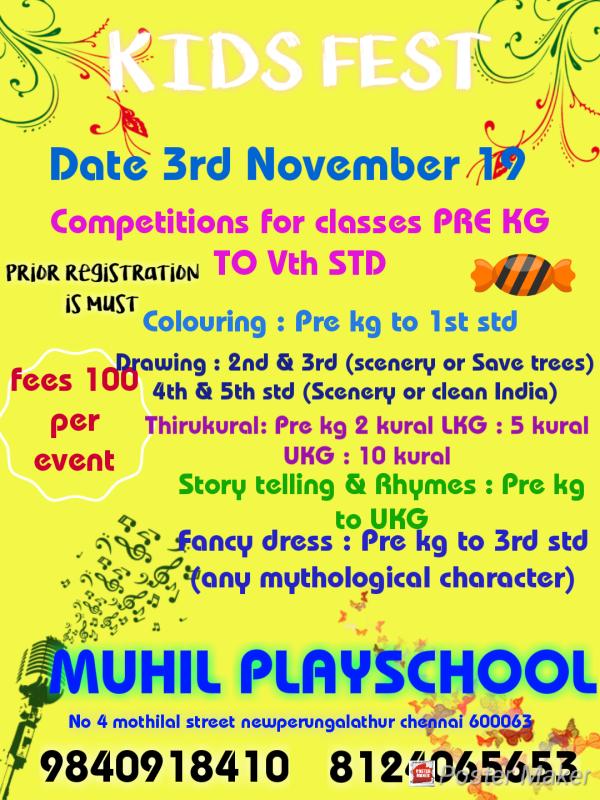 KIDS FEST
Date 3rd November 19
Competitions for classes PRE KG
TO Vth STD
PRIOR REGISTRATION
IS MUST
Colouring : Pre kg to 1st std
Drawing : 2nd & 3rd (scenery or Save trees)
4th & 5th std (Scenery or clean India)
fees 100
per
event
Thirukural: Pre kg 2 kural LKG : 5 kural
UKG : 10 kural
Story telling & Rhymes : Pre kg
to UKG
Fancy dress : Pre kg to 3rd std
(any mythological character)
MUHIL PLAYSCHOOL
No 4 mothilal street newperungalathur chennai 600063
9840918410 8124065653
POSTER MAKER
Poster Maker